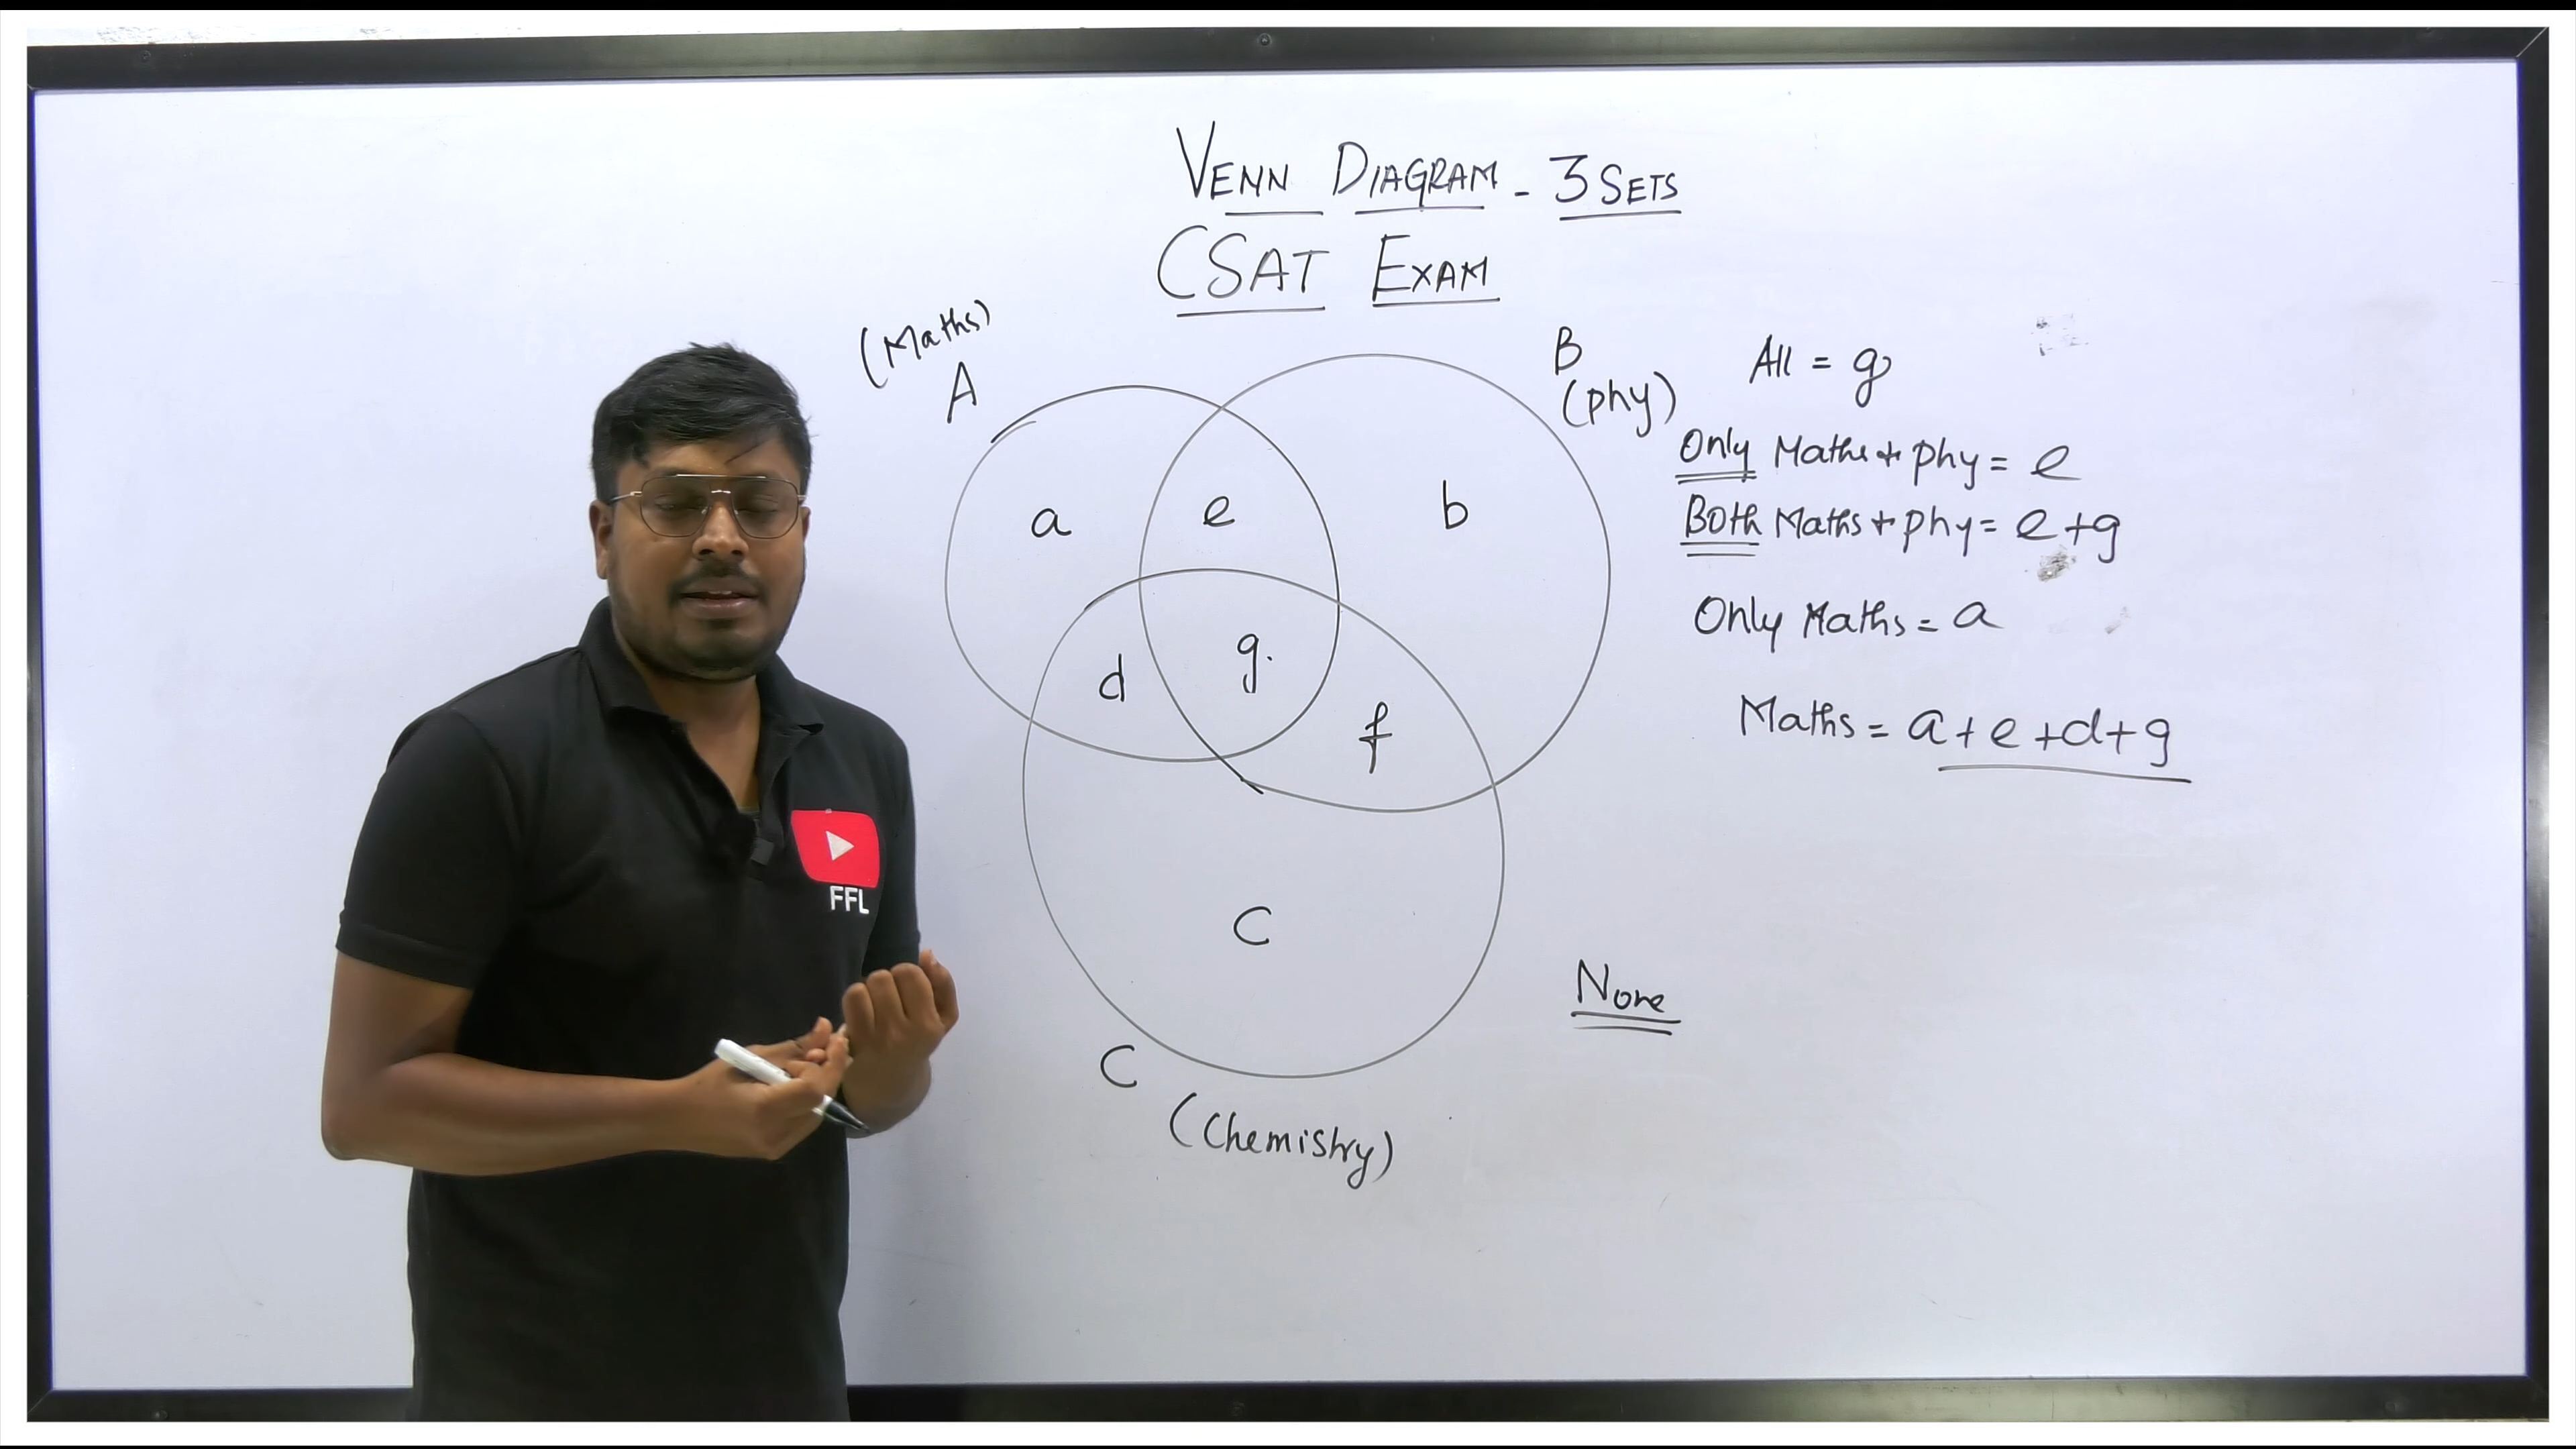 VENN DIAGRAM - 3 SETS
CSAT EXAM
(Maths)
A
B
(phy)
a
e
b
d
g.
f
C
C
(Chemistry)
All = g
Only Maths + phy = e
Both Maths + phy = e + g
Only Maths = a
Maths = a + e + d + g
None
FFL